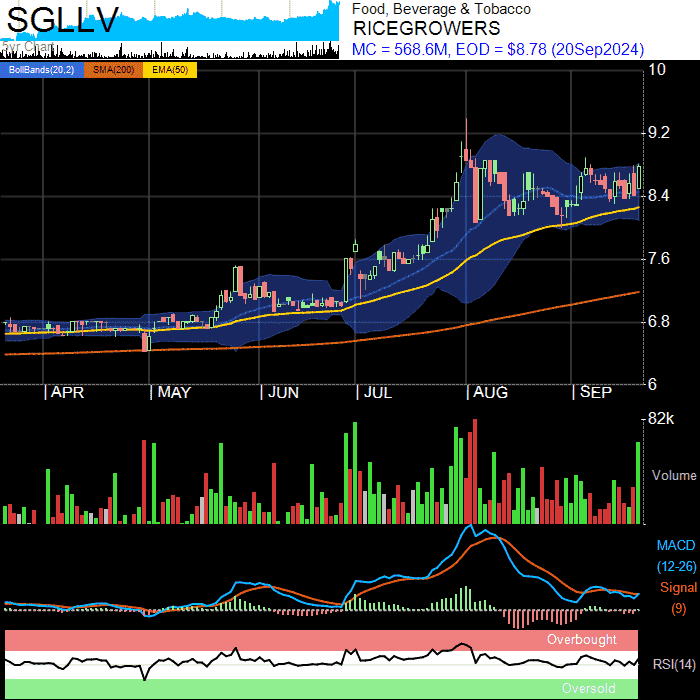 SGLLV
5yr Chart
Food, Beverage & Tobacco
RICEGROWERS
MC = 568.6M, EOD = $8.78 (20Sep2024)
BollBands(20,2) SMA(200) EMA(50)
10
9.2
8.4
7.6
6.8
6
APR MAY JUN JUL AUG SEP
82k
Volume
MACD
(12-26)
Signal
(9)
Overbought
RSI(14)
Oversold